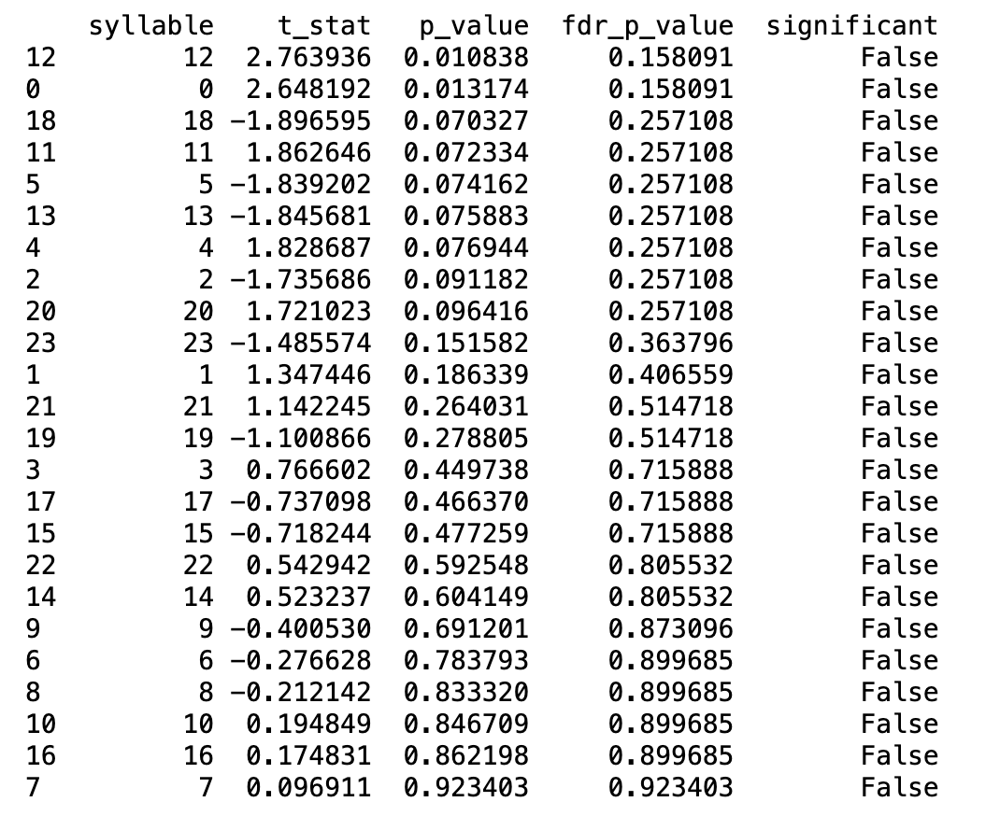 syllable t_stat p_value fdr_p_value significant
12 12 2.763936 0.010838 0.158091 False
0 0 2.648192 0.013174 0.158091 False
18 18 -1.896595 0.070327 0.257108 False
11 11 1.862646 0.072334 0.257108 False
5 5 -1.839202 0.074162 0.257108 False
13 13 -1.845681 0.075883 0.257108 False
4 4 1.828687 0.076944 0.257108 False
2 2 -1.735686 0.091182 0.257108 False
20 20 1.721023 0.096416 0.257108 False
23 23 -1.485574 0.151582 0.363796 False
1 1 1.347446 0.186339 0.406559 False
21 21 1.142245 0.264031 0.514718 False
19 19 -1.100866 0.278805 0.514718 False
3 3 0.766602 0.449738 0.715888 False
17 17 -0.737098 0.466370 0.715888 False
15 15 -0.718244 0.477259 0.715888 False
22 22 0.542942 0.592548 0.805532 False
14 14 0.523237 0.604149 0.805532 False
9 9 -0.400530 0.691201 0.873096 False
6 6 -0.276628 0.783793 0.899685 False
8 8 -0.212142 0.833320 0.899685 False
10 10 0.194849 0.846709 0.899685 False
16 16 0.174831 0.862198 0.899685 False
7 7 0.096911 0.923403 0.923403 False